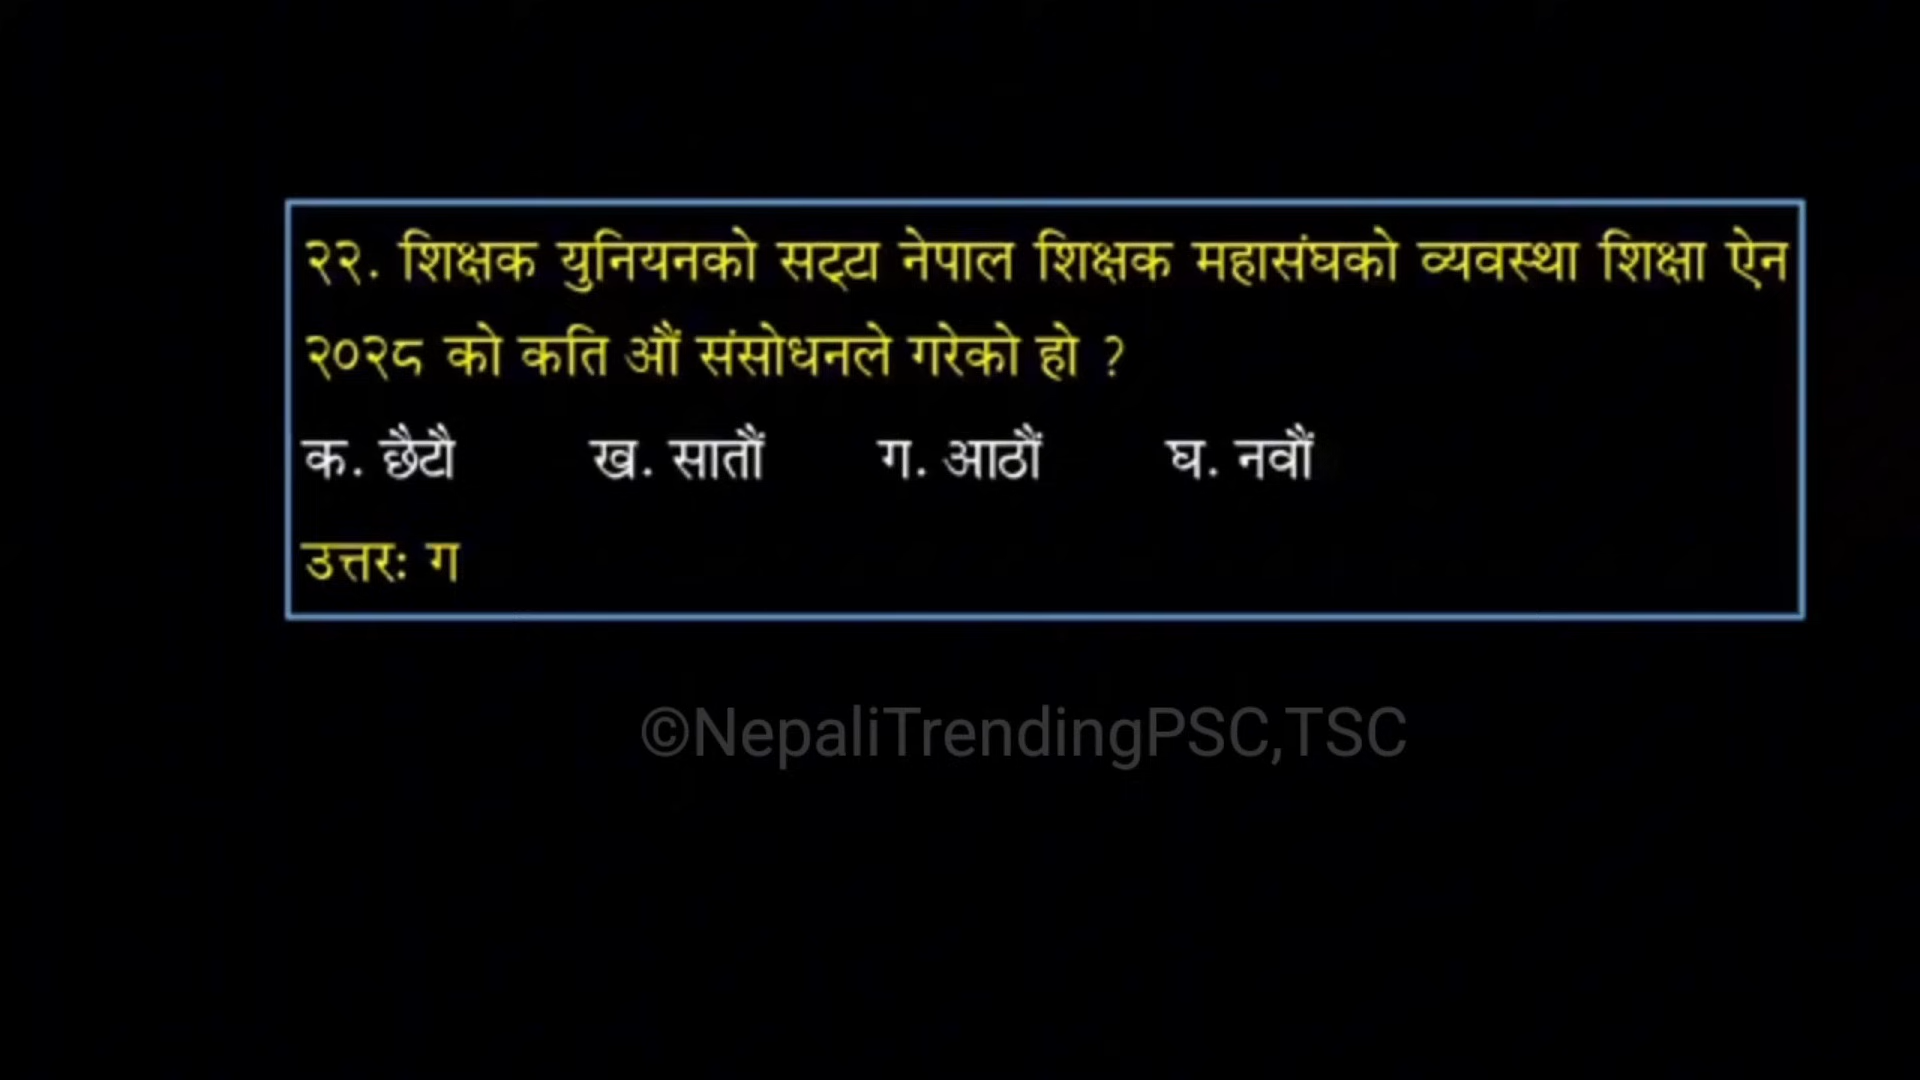 २२. शिक्षक युनियनको सट्टा नेपाल शिक्षक महासंघको व्यवस्था शिक्षा ऐन
२०२८ को कति औं संसोधनले गरेको हो ?
क. छैटौ ख. सातौं ग. आठौं घ. नवौं
उत्तरः ग
©NepaliTrendingPSC,TSC